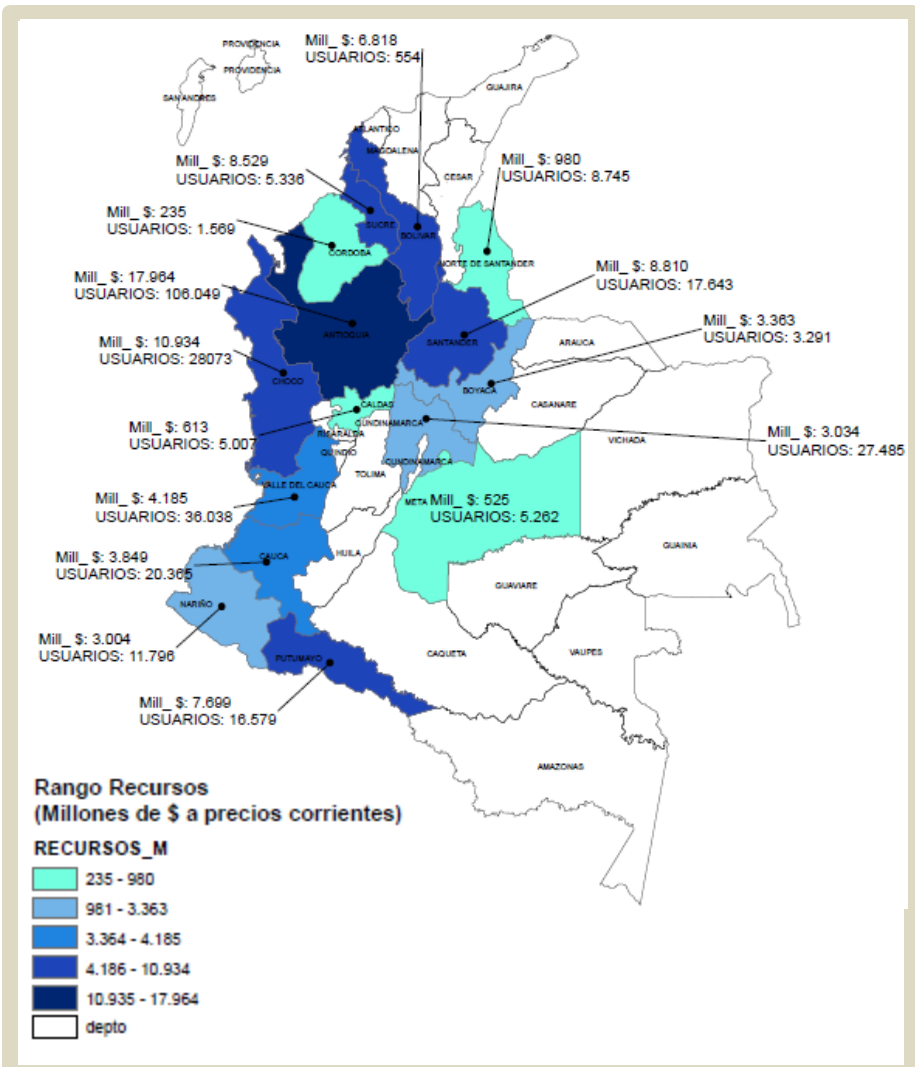 PROVIDENCIA
PROVIDENCIA
SAN ANDRES
Mill_ $: 6.818
USUARIOS: 554
GUAJIRA
ATLANTICO
MAGDALENA
CESAR
Mill_ $: 8.529
USUARIOS: 5.336
Mill_ $: 980
USUARIOS: 8.745
Mill_ $: 235
USUARIOS: 1.569
SUCRE
BOLIVAR
CORDOBA
NORTE DE SANTANDER
Mill_ $: 17.964
USUARIOS: 106.049
Mill_ $: 8.810
USUARIOS: 17.643
ANTIOQUIA
SANTANDER
ARAUCA
Mill_ $: 3.363
USUARIOS: 3.291
Mill_ $: 10.934
USUARIOS: 28073
CHOCO
BOYACA
CASANARE
CALDAS
CUNDINAMARCA
Mill_ $: 613
USUARIOS: 5.007
RISARALDA
QUINDIO
TOLIMA
CUNDINAMARCA
VICHADA
Mill_ $: 3.034
USUARIOS: 27.485
VALLE DEL CAUCA
Mill_ $: 4.185
USUARIOS: 36.038
META
Mill_ $: 525
USUARIOS: 5.262
Mill_ $: 3.849
USUARIOS: 20.365
CAUCA
HUILA
GUAINIA
GUAVIARE
NARIÑO
Mill_ $: 3.004
USUARIOS: 11.796
PUTUMAYO
CAQUETA
VAUPES
Mill_ $: 7.699
USUARIOS: 16.579
AMAZONAS
Rango Recursos
(Millones de $ a precios corrientes)
RECURSOS_M
235 - 980
981 - 3.363
3.364 - 4.185
4.186 - 10.934
10.935 - 17.964
depto